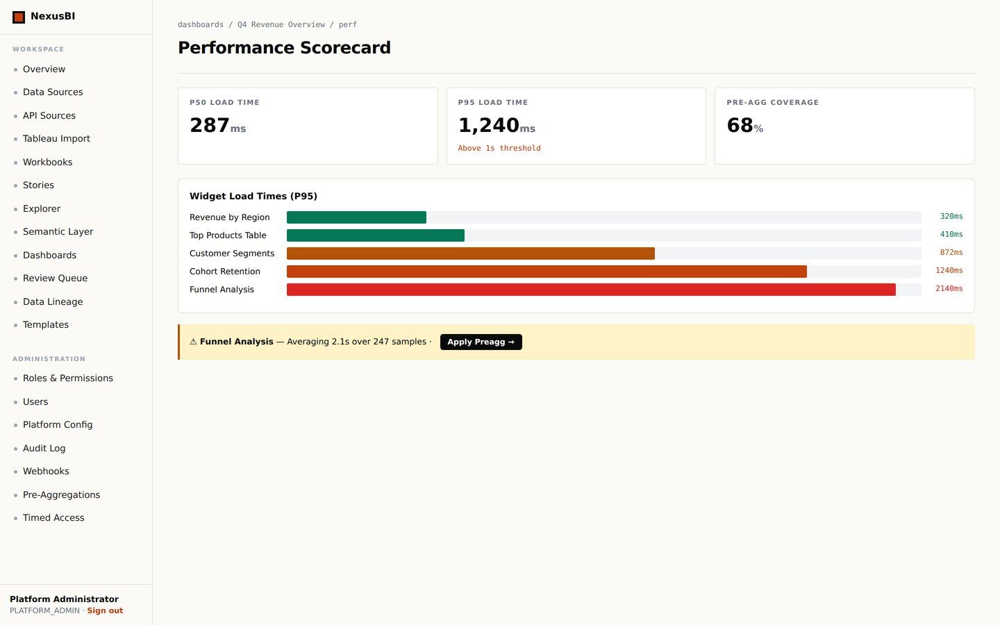 NexusBI
WORKSPACE
Overview
Data Sources
API Sources
Tableau Import
Workbooks
Stories
Explorer
Semantic Layer
Dashboards
Review Queue
Data Lineage
Templates
ADMINISTRATION
Roles & Permissions
Users
Platform Config
Audit Log
Webhooks
Pre-Aggregations
Timed Access
Platform Administrator
PLATFORM_ADMIN · Sign out
dashboards / Q4 Revenue Overview / perf
Performance Scorecard
P50 LOAD TIME
287ms
P95 LOAD TIME
1,240ms
Above 1s threshold
PRE-AGG COVERAGE
68%
Widget Load Times (P95)
Revenue by Region 320ms
Top Products Table 410ms
Customer Segments 872ms
Cohort Retention 1240ms
Funnel Analysis 2140ms
⚠ Funnel Analysis — Averaging 2.1s over 247 samples · Apply Preagg →